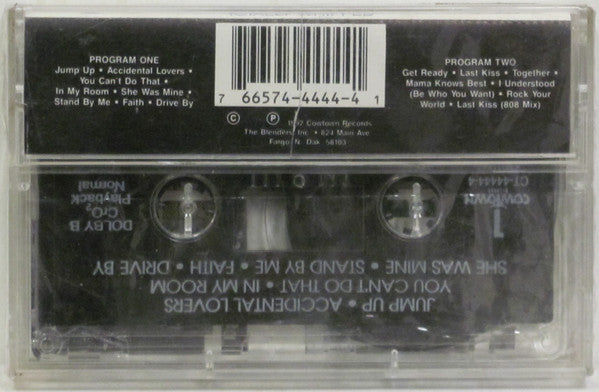 PROGRAM ONE
Jump Up • Accidental Lovers •
You Can't Do That •
In My Room • She Was Mine •
Stand By Me • Faith • Drive By
7 66574-4444-4 1
© ℗ 1992 Cowtown Records
The Blenders, Inc. • 824 Main Ave
Fargo N. Dak 58103
PROGRAM TWO
Get Ready • Last Kiss • Together •
Mama Knows Best • I Understood
(Be Who You Want) • Rock Your
World • Last Kiss (808 Mix)
JUMP UP • ACCIDENTAL LOVERS
YOU CAN'T DO THAT • IN MY ROOM
SHE WAS MINE • STAND BY ME • FAITH • DRIVE BY
1
cowtown
CT-44444-4
DOLBY B
CrO₂
Playback
Normal